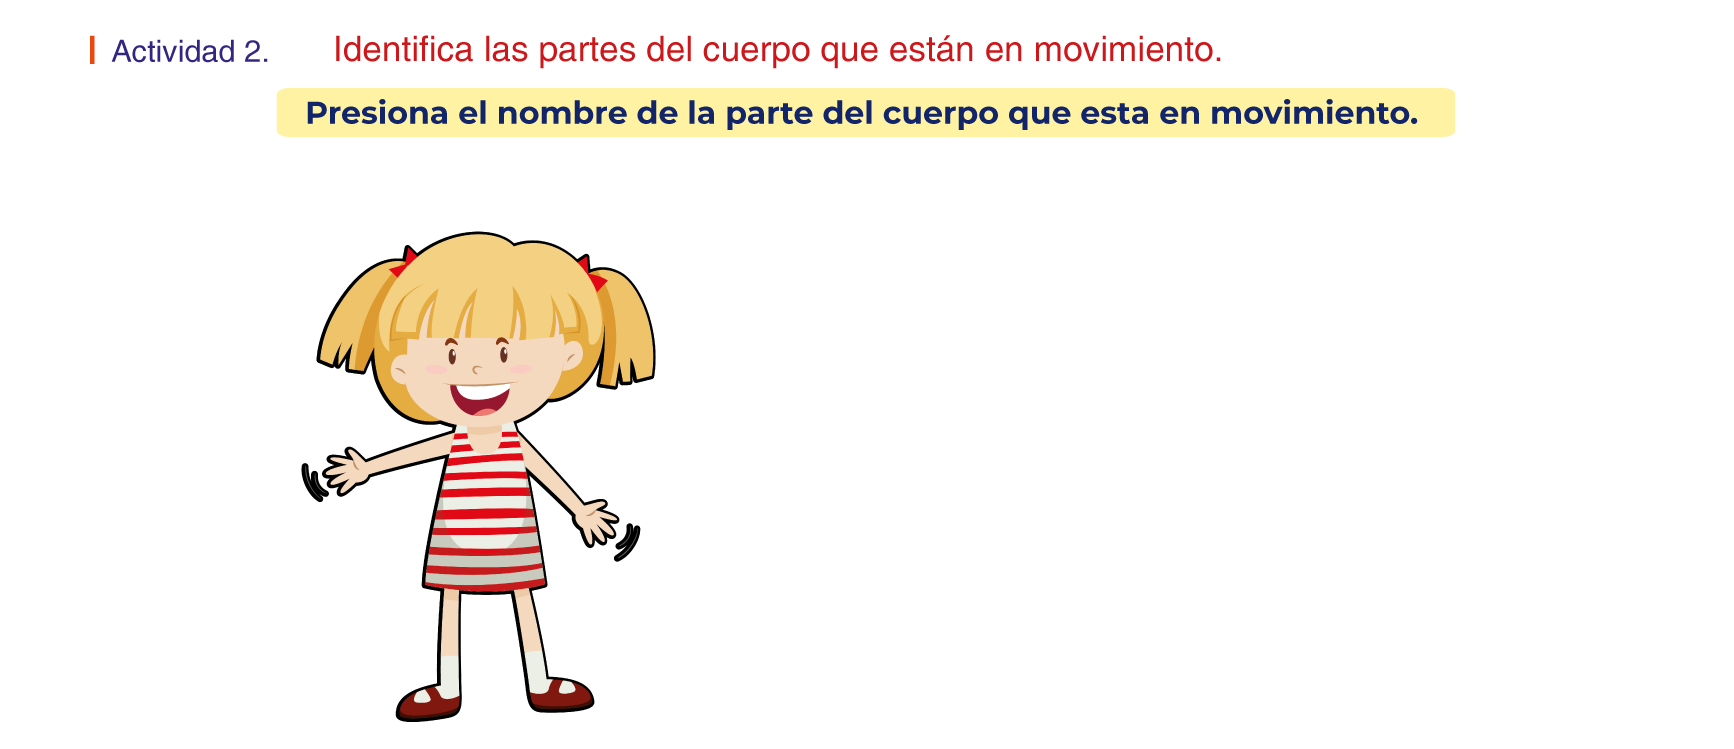 Actividad 2. Identifica las partes del cuerpo que están en movimiento.
Presiona el nombre de la parte del cuerpo que esta en movimiento.